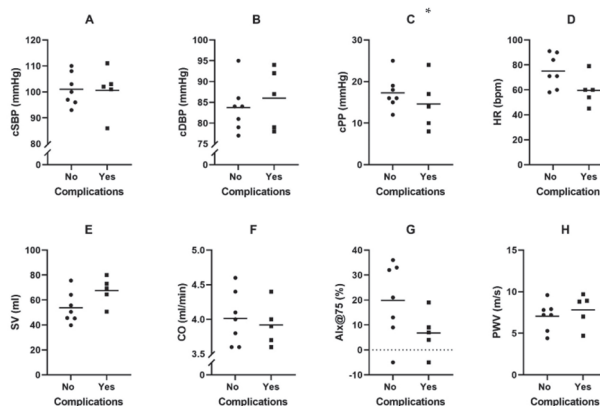 A
cSBP (mmHg)
120
110
100
90
80
0
No Yes
Complications
B
cDBP (mmHg)
100
95
90
85
80
75
0
No Yes
Complications
C *
cPP (mmHg)
30
20
10
0
No Yes
Complications
D
HR (bpm)
100
80
60
40
20
0
No Yes
Complications
E
SV (ml)
100
80
60
40
20
0
No Yes
Complications
F
CO (ml/min)
5.0
4.5
4.0
3.5
0
No Yes
Complications
G
AIx@75 (%)
40
30
20
10
0
-10
No Yes
Complications
H
PWV (m/s)
15
10
5
0
No Yes
Complications